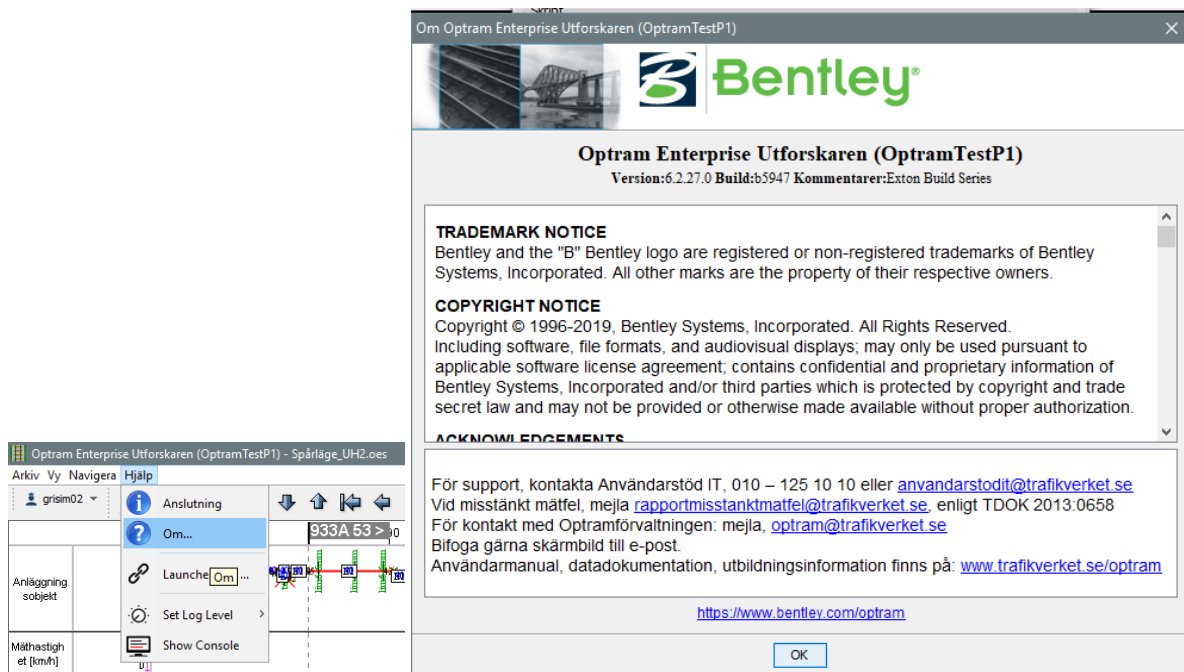 Optram Enterprise Utforskaren (OptramTestP1) - Spårläge_UH2.oes
Arkiv Vy Navigera Hjälp
grisim02
Anslutning
Om...
Launche
Om
...
Set Log Level
Show Console
933A 53 >
Anläggning
sobjekt
Mäthastigh
et [km/h]
Skript
Om Optram Enterprise Utforskaren (OptramTestP1)
B Bentley®
Optram Enterprise Utforskaren (OptramTestP1)
Version:6.2.27.0 Build:b5947 Kommentarer:Exton Build Series
TRADEMARK NOTICE
Bentley and the "B" Bentley logo are registered or non-registered trademarks of Bentley
Systems, Incorporated. All other marks are the property of their respective owners.
COPYRIGHT NOTICE
Copyright © 1996-2019, Bentley Systems, Incorporated. All Rights Reserved.
Including software, file formats, and audiovisual displays; may only be used pursuant to
applicable software license agreement; contains confidential and proprietary information of
Bentley Systems, Incorporated and/or third parties which is protected by copyright and trade
secret law and may not be provided or otherwise made available without proper authorization.
ACKNOWLEDGEMENTS
För support, kontakta Användarstöd IT, 010 – 125 10 10 eller anvandarstodit@trafikverket.se
Vid misstänkt mätfel, mejla rapportmisstanktmatfel@trafikverket.se, enligt TDOK 2013:0658
För kontakt med Optramförvaltningen: mejla, optram@trafikverket.se
Bifoga gärna skärmbild till e-post.
Användarmanual, datadokumentation, utbildningsinformation finns på: www.trafikverket.se/optram
https://www.bentley.com/optram
OK